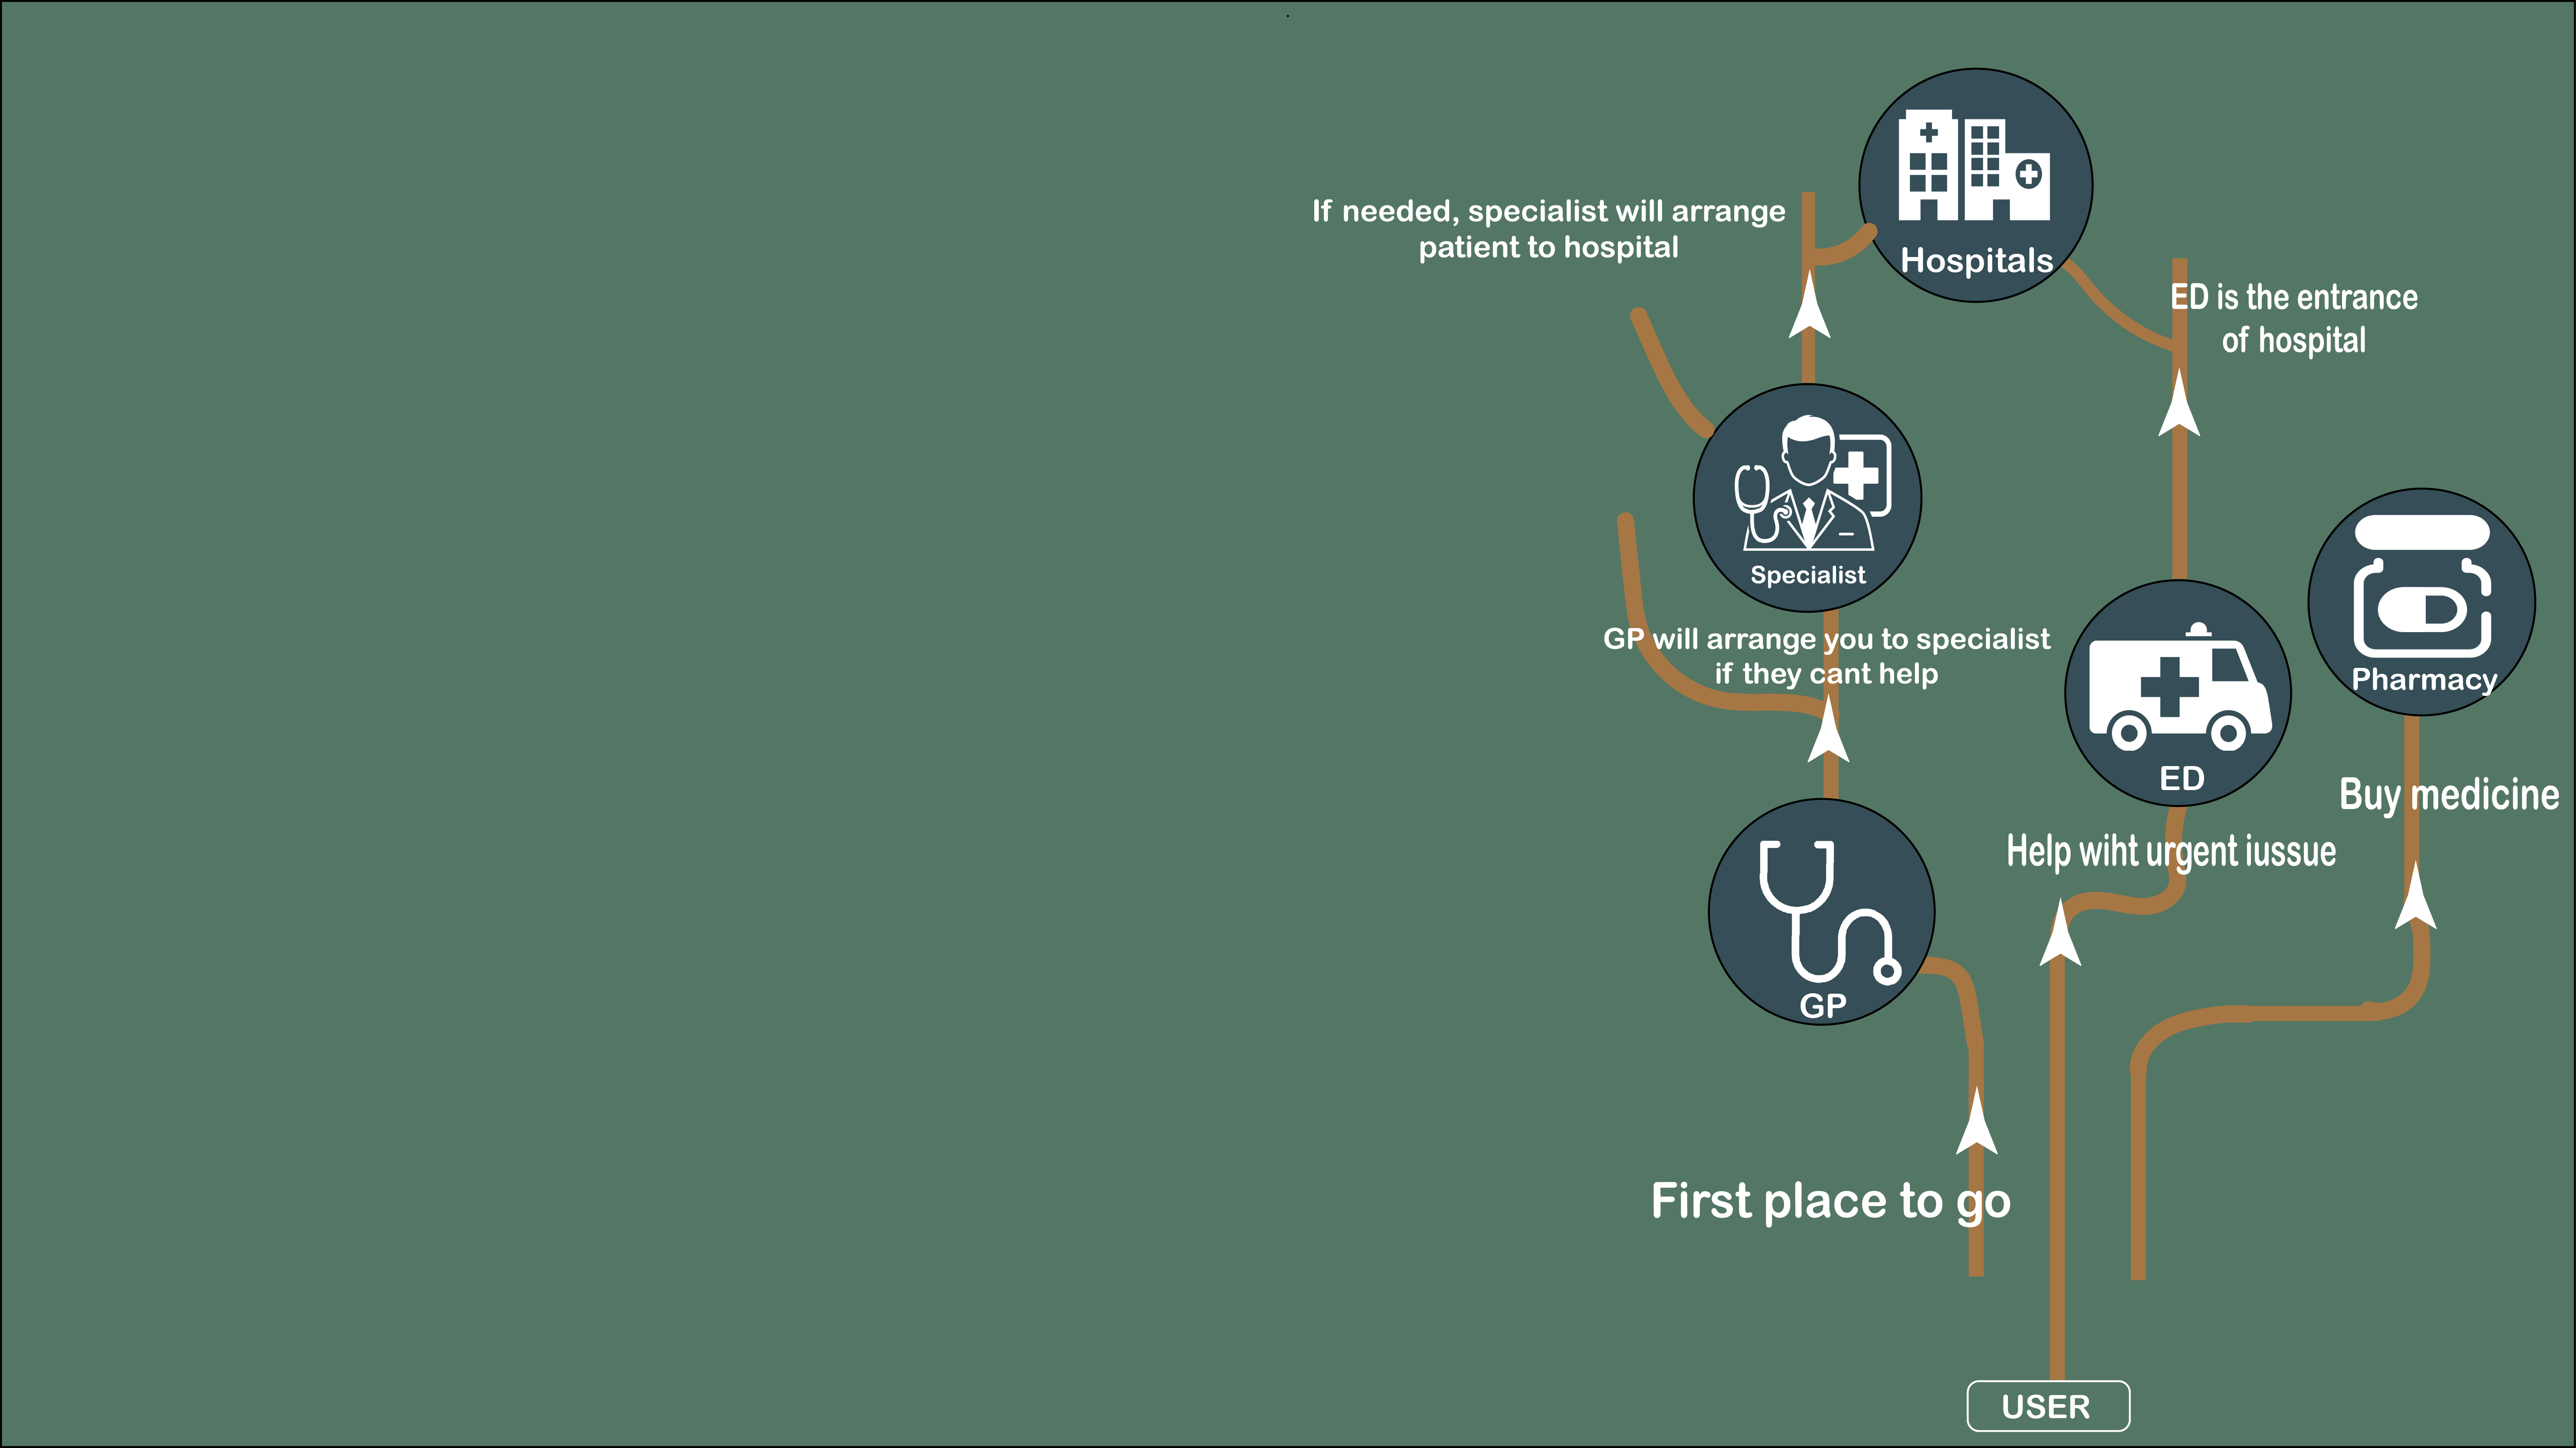 Hospitals
If needed, specialist will arrange
patient to hospital
ED is the entrance
of hospital
Specialist
GP will arrange you to specialist
if they cant help
Pharmacy
ED
Buy medicine
Help wiht urgent iussue
GP
First place to go
USER